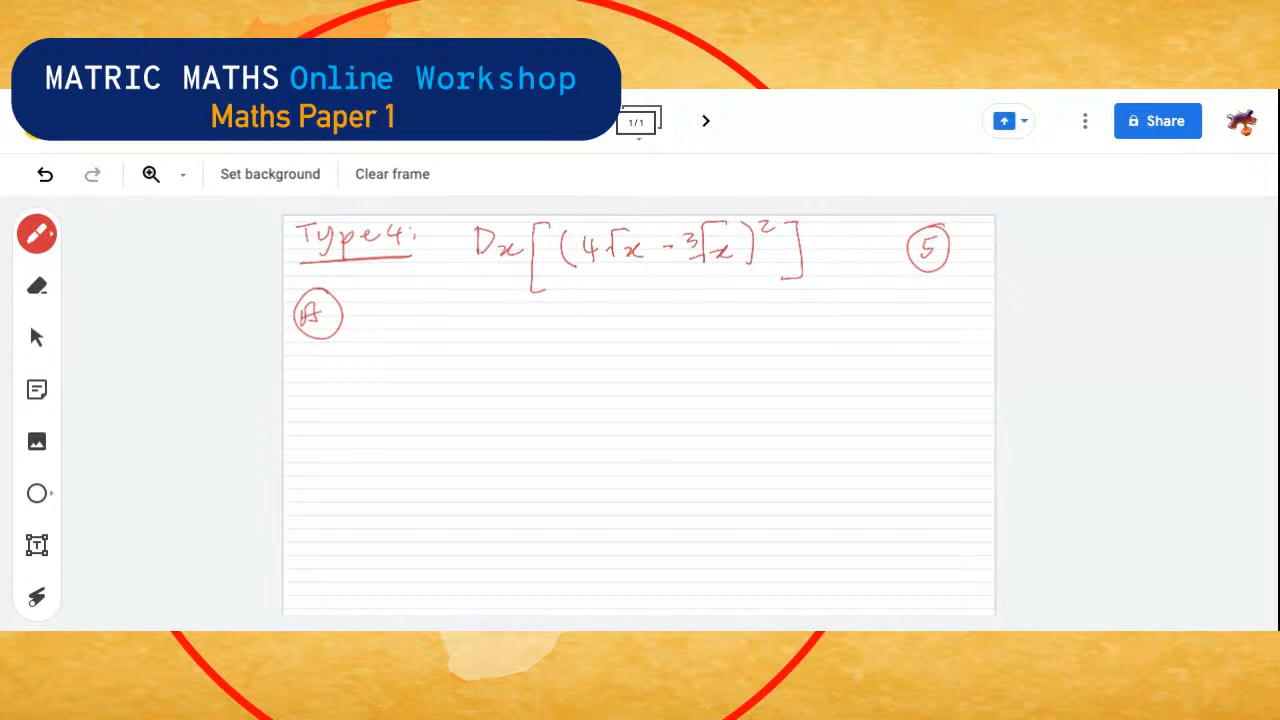 MATRIC MATHS Online Workshop
Maths Paper 1
1/1
Share
Set background
Clear frame
Type 4: Dx[(4√x - ³√x)²] 5
A